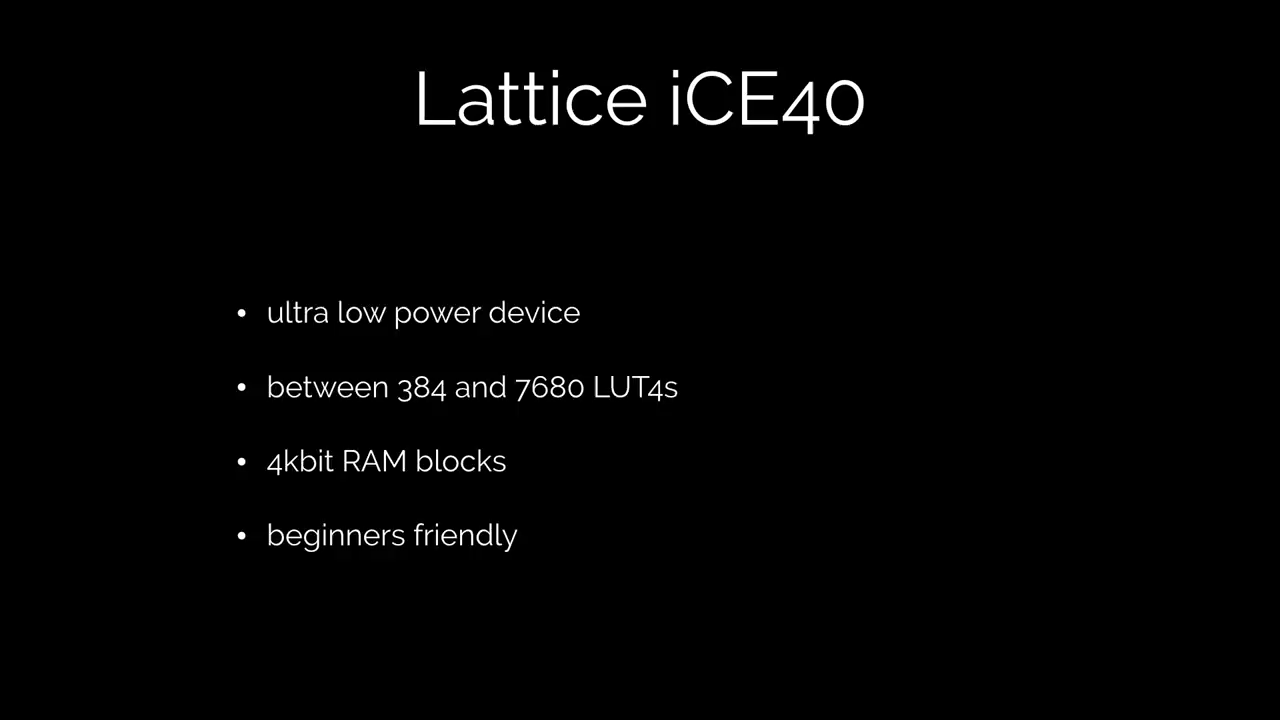 Lattice iCE40
• ultra low power device
• between 384 and 7680 LUT4s
• 4kbit RAM blocks
• beginners friendly